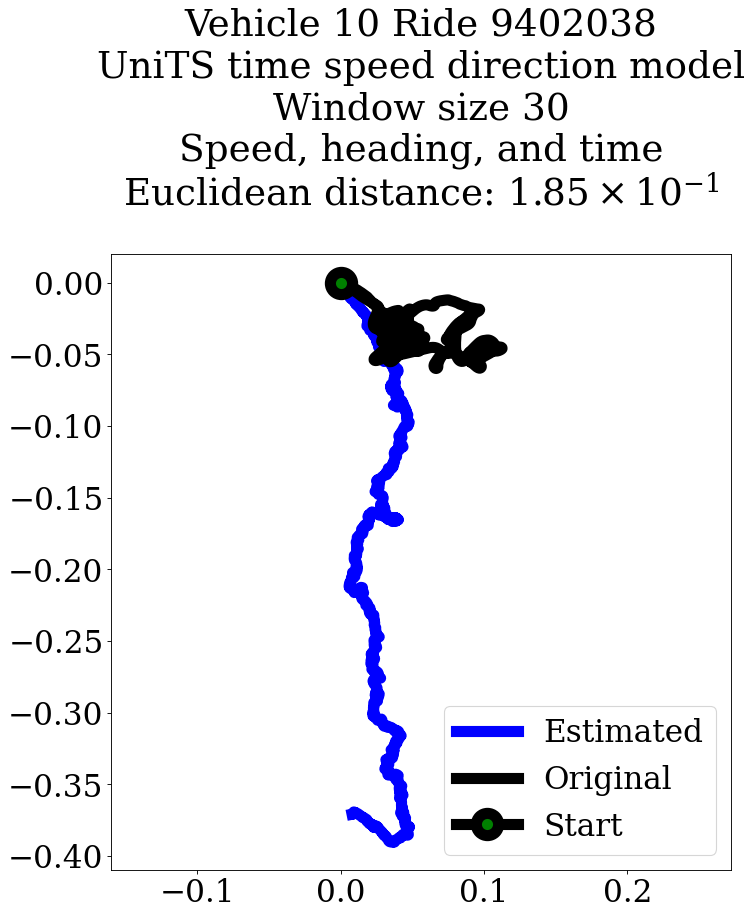 Vehicle 10 Ride 9402038
UniTS time speed direction model
Window size 30
Speed, heading, and time
Euclidean distance: 1.85 × 10⁻¹
0.00
−0.05
−0.10
−0.15
−0.20
−0.25
−0.30
−0.35
−0.40
Estimated
Original
Start
−0.1
0.0
0.1
0.2